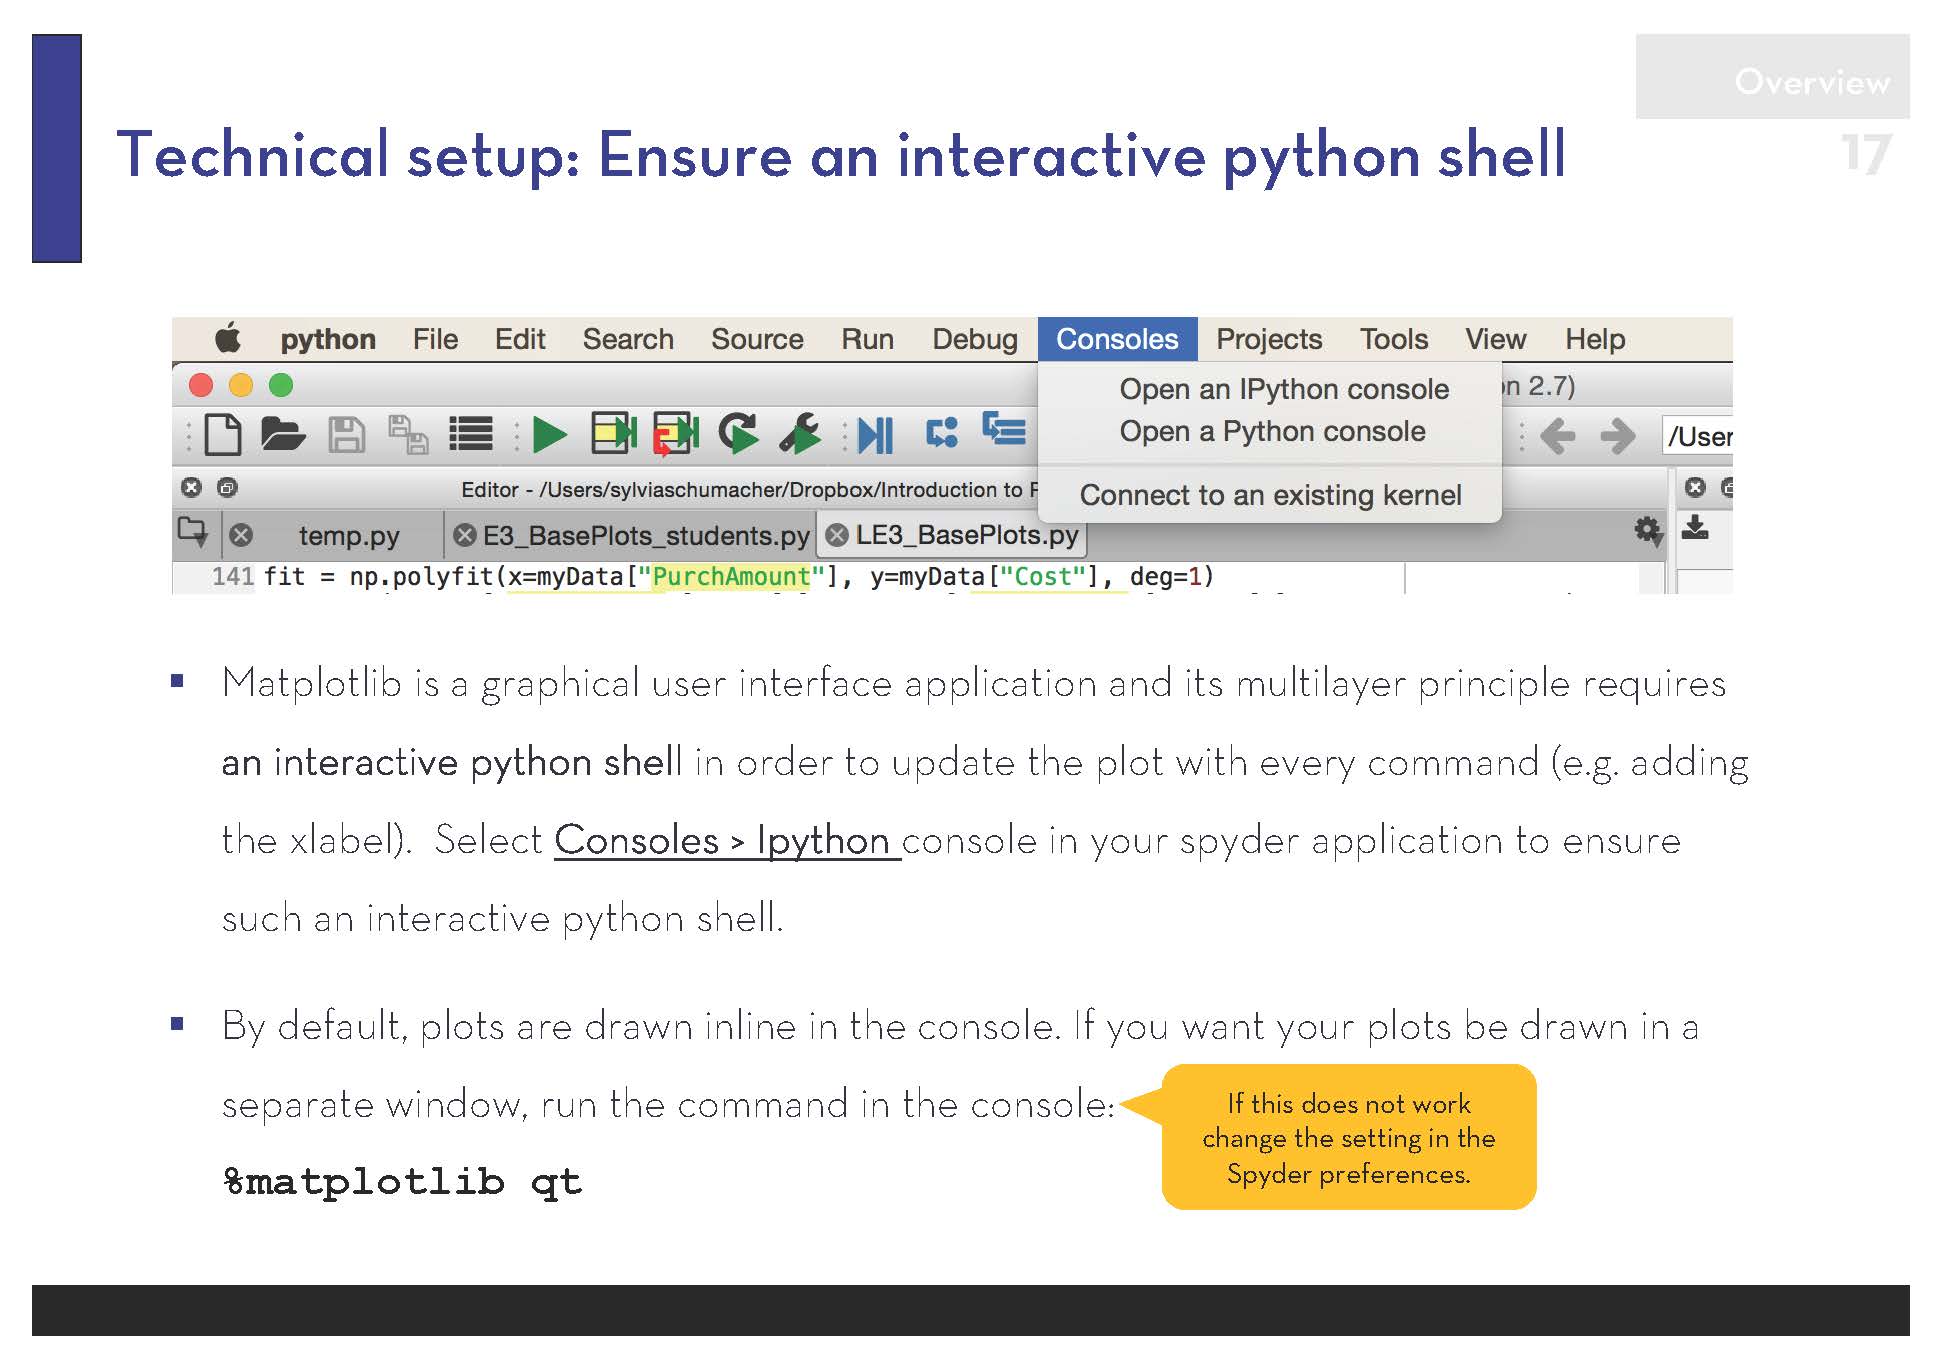 Overview
17
Technical setup: Ensure an interactive python shell
python File Edit Search Source Run Debug Consoles Projects Tools View Help
Open an IPython console
Open a Python console
Connect to an existing kernel
on 2.7)
/User
Editor - /Users/sylviaschumacher/Dropbox/Introduction to
temp.py E3_BasePlots_students.py LE3_BasePlots.py
141 fit = np.polyfit(x=myData["PurchAmount"], y=myData["Cost"], deg=1)
▪ Matplotlib is a graphical user interface application and its multilayer principle requires
an interactive python shell in order to update the plot with every command (e.g. adding
the xlabel). Select Consoles > Ipython console in your spyder application to ensure
such an interactive python shell.
▪ By default, plots are drawn inline in the console. If you want your plots be drawn in a
separate window, run the command in the console:
%matplotlib qt
If this does not work
change the setting in the
Spyder preferences.